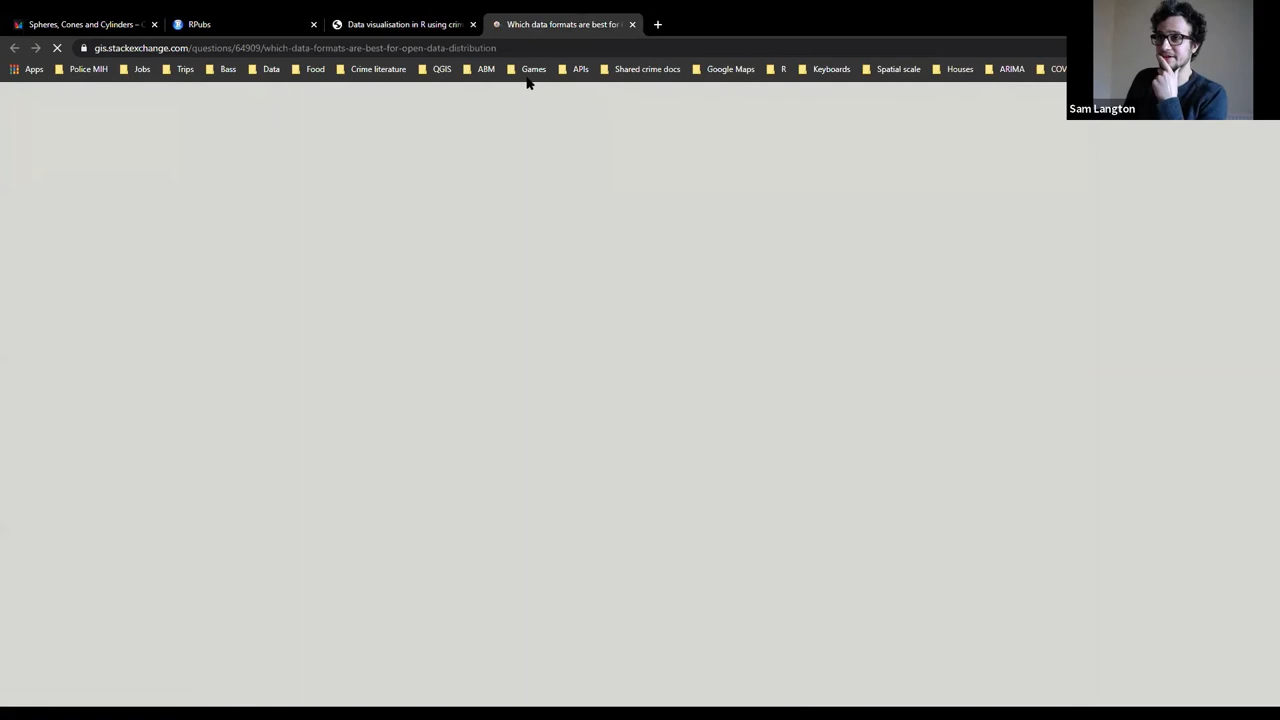 Spheres, Cones and Cylinders – RPubs Data visualisation in R using crim Which data formats are best for
gis.stackexchange.com/questions/64909/which-data-formats-are-best-for-open-data-distribution
Apps Police MIH Jobs Trips Bass Data Food Crime literature QGIS ABM Games APIs Shared crime docs Google Maps R Keyboards Spatial scale Houses ARIMA COV
Sam Langton